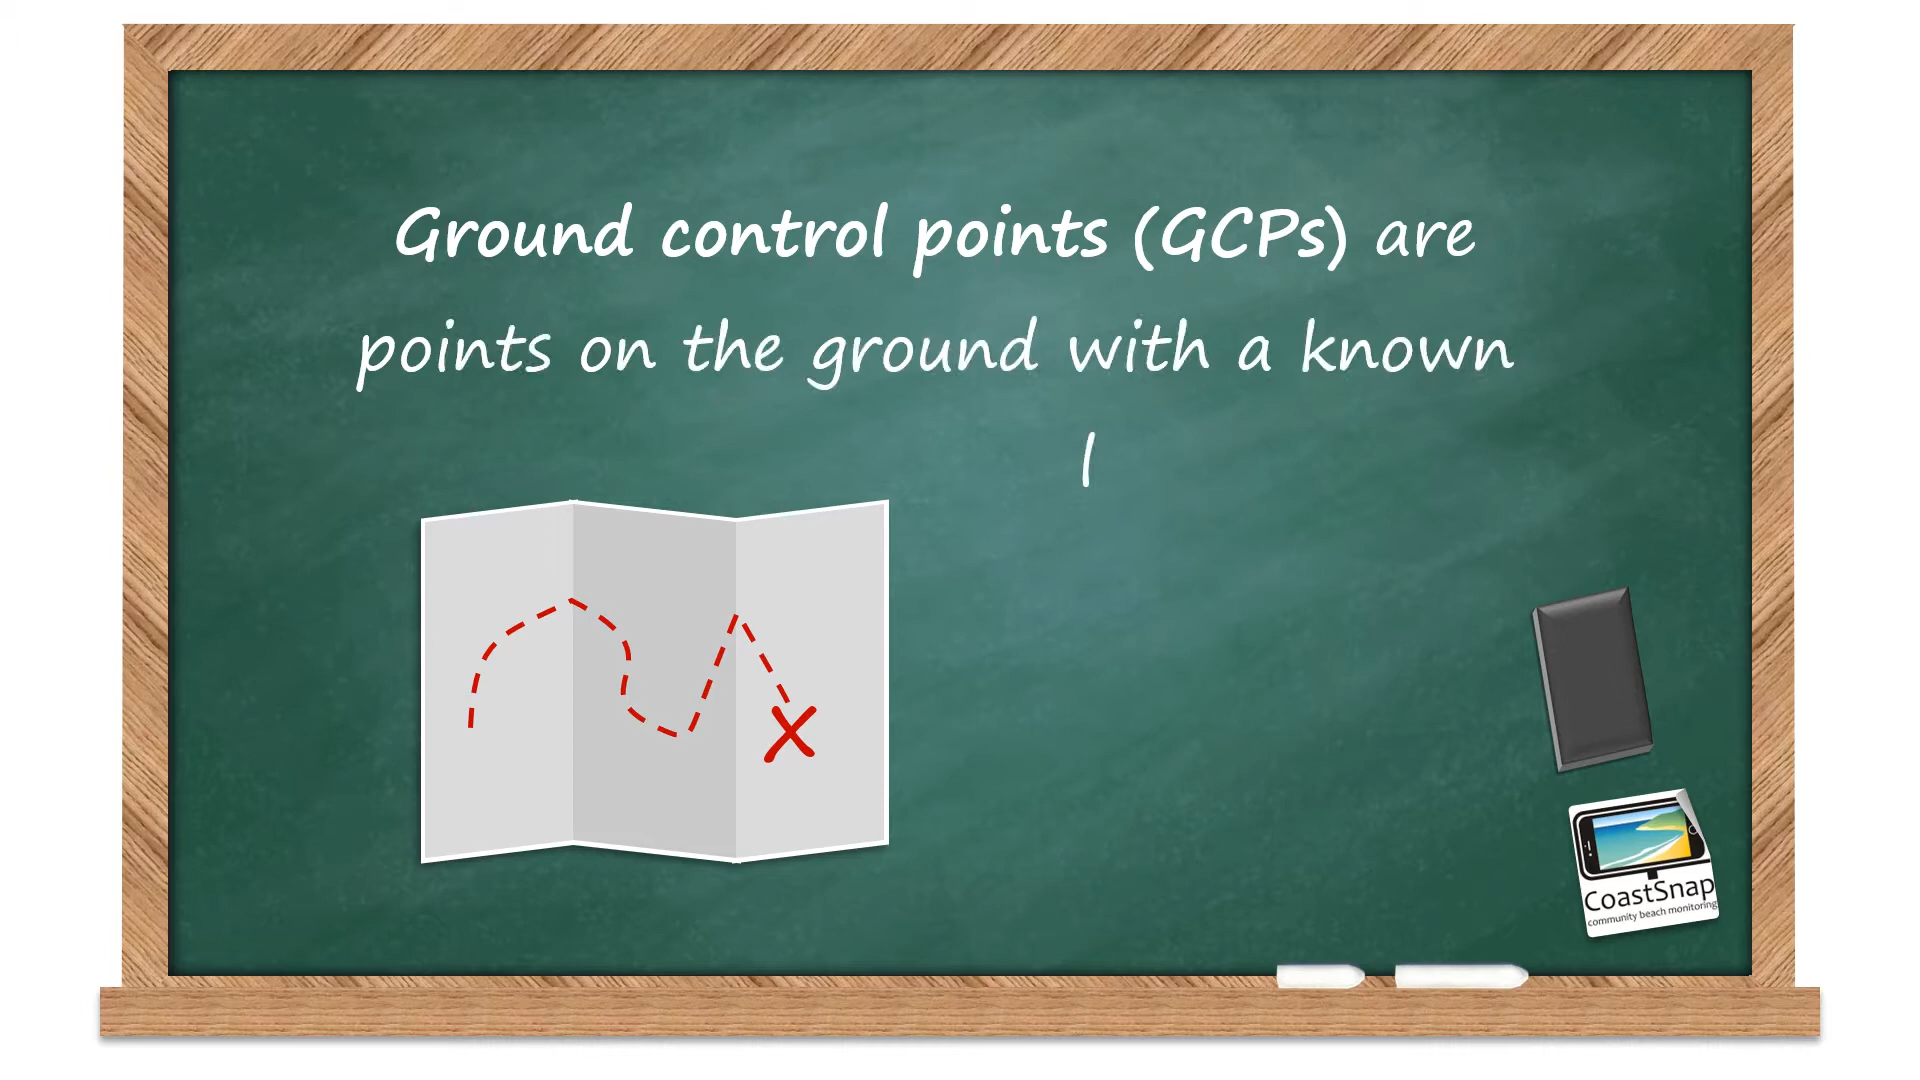 Ground control points (GCPs) are
points on the ground with a known
l
CoastSnap
community beach monitoring